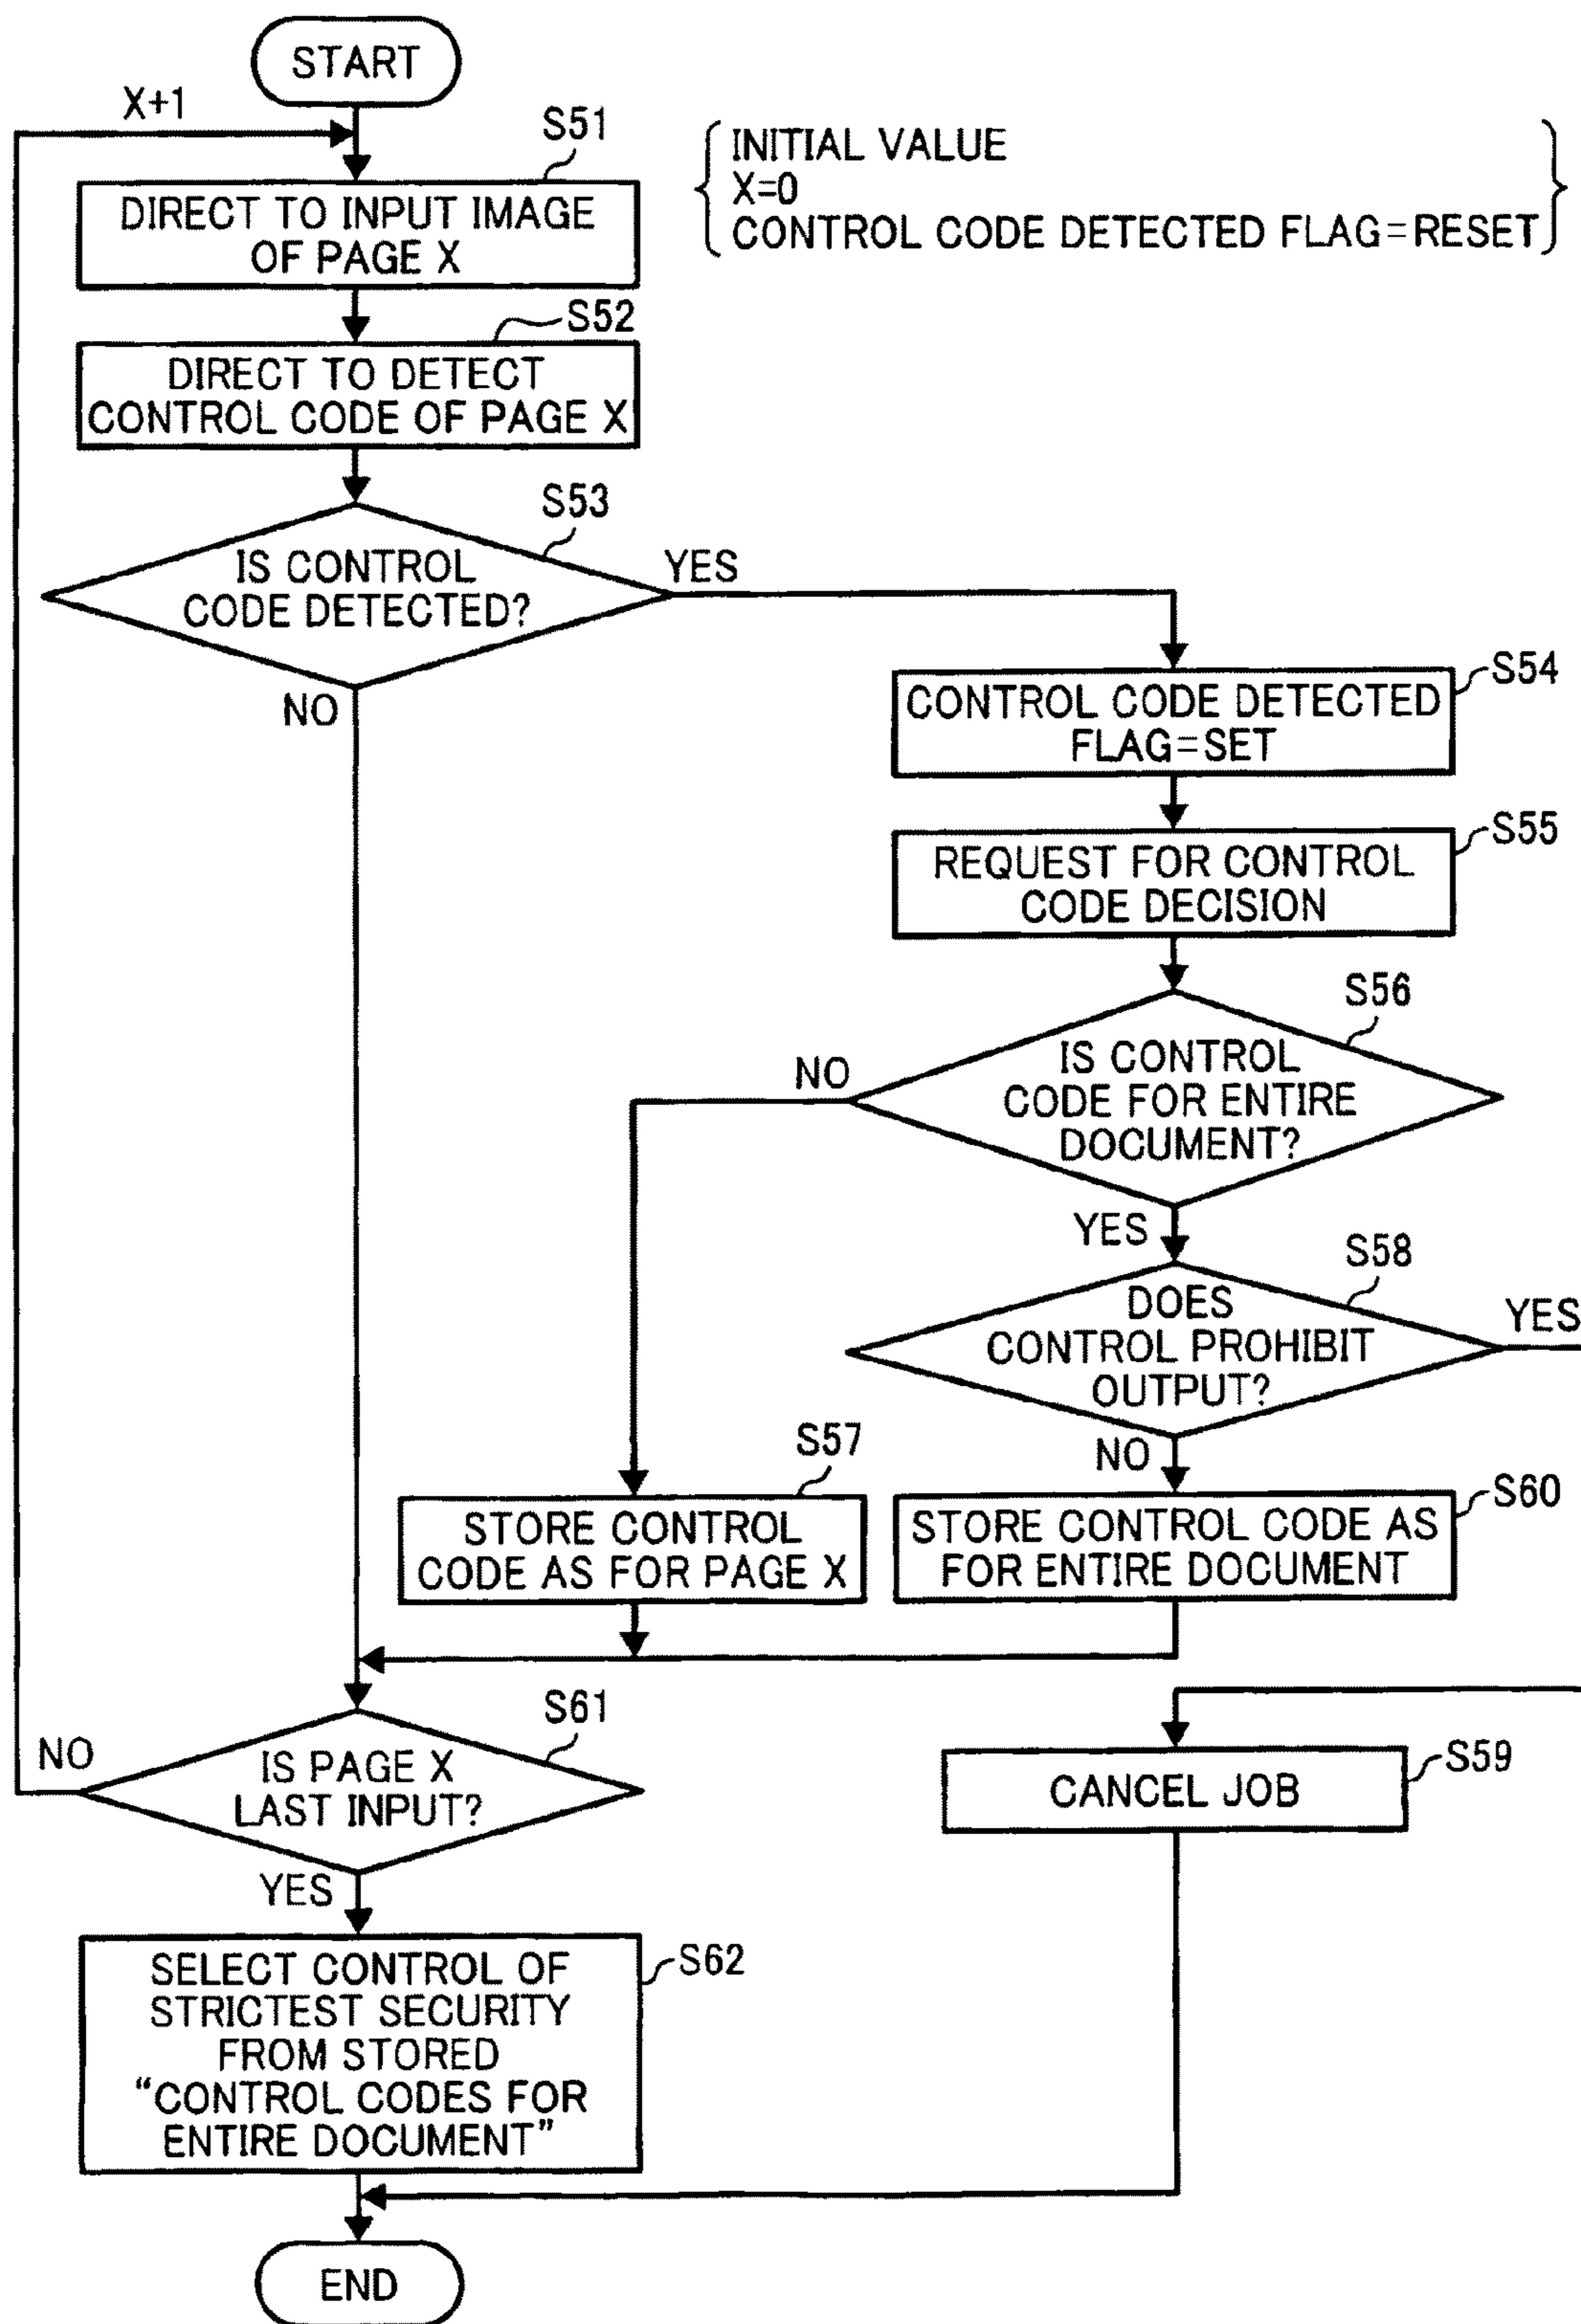 START
X+1
S51
INITIAL VALUE
X=0
CONTROL CODE DETECTED FLAG=RESET
DIRECT TO INPUT IMAGE
OF PAGE X
S52
DIRECT TO DETECT
CONTROL CODE OF PAGE X
S53
IS CONTROL
CODE DETECTED?
YES
NO
S54
CONTROL CODE DETECTED
FLAG=SET
S55
REQUEST FOR CONTROL
CODE DECISION
S56
IS CONTROL
CODE FOR ENTIRE
DOCUMENT?
NO
YES
S58
DOES
CONTROL PROHIBIT
OUTPUT?
YES
NO
S57
STORE CONTROL
CODE AS FOR PAGE X
S60
STORE CONTROL CODE AS
FOR ENTIRE DOCUMENT
S61
IS PAGE X
LAST INPUT?
NO
YES
S59
CANCEL JOB
S62
SELECT CONTROL OF
STRICTEST SECURITY
FROM STORED
“CONTROL CODES FOR
ENTIRE DOCUMENT”
END